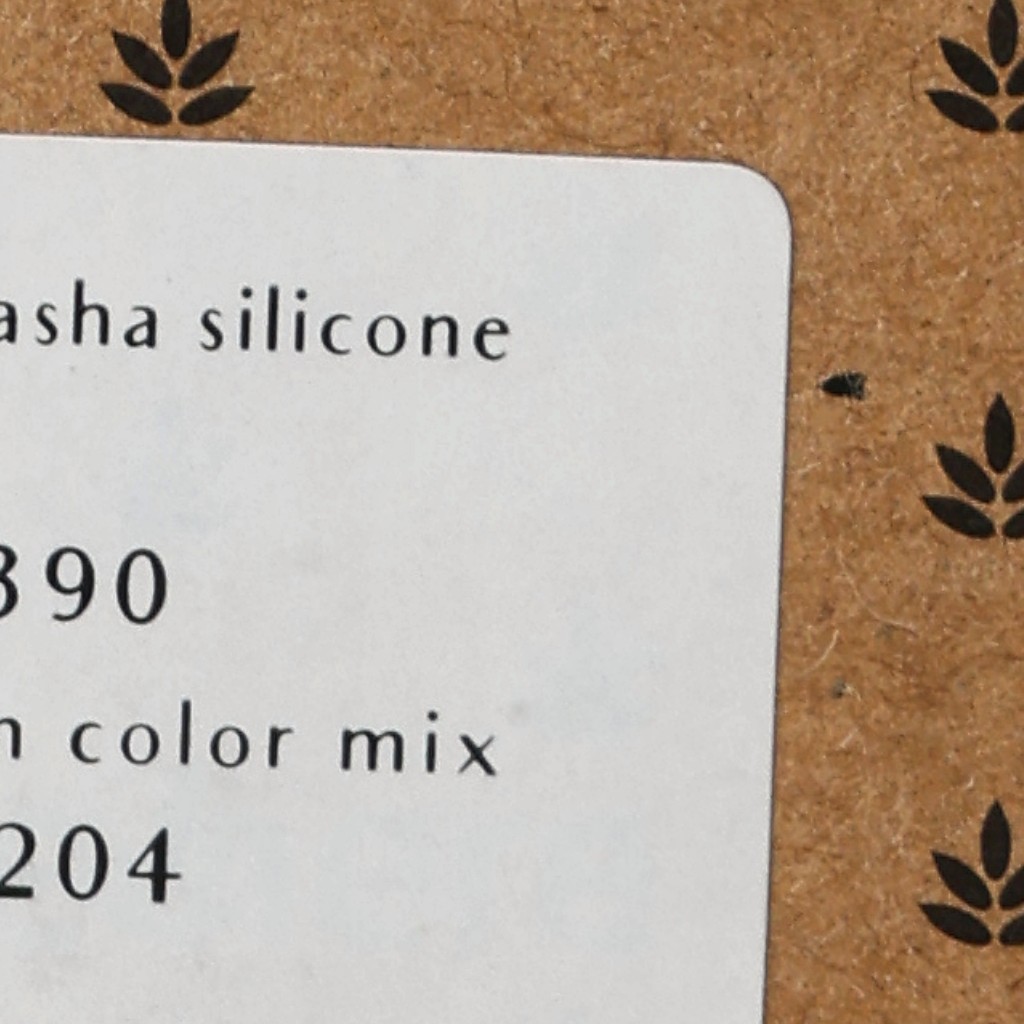 asha silicone
390
n color mix
204